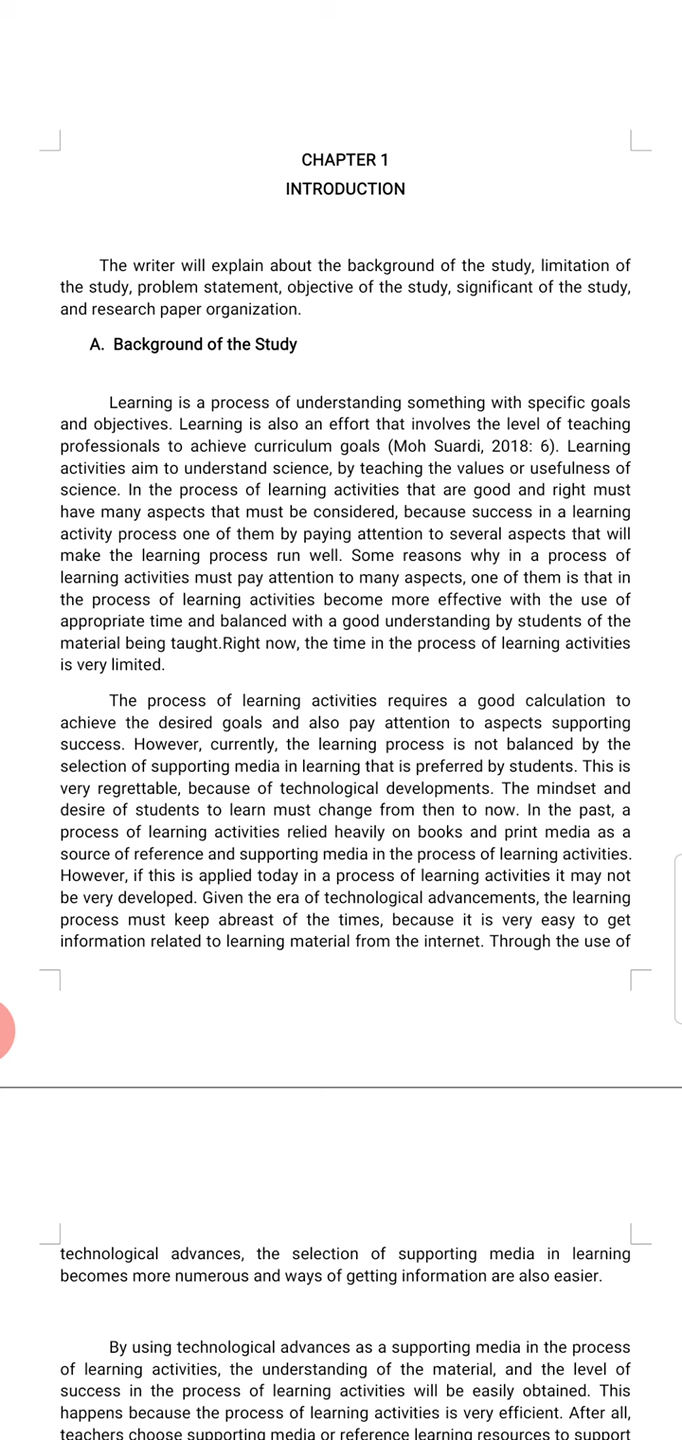 CHAPTER 1
INTRODUCTION
The writer will explain about the background of the study, limitation of
the study, problem statement, objective of the study, significant of the study,
and research paper organization.
A. Background of the Study
Learning is a process of understanding something with specific goals
and objectives. Learning is also an effort that involves the level of teaching
professionals to achieve curriculum goals (Moh Suardi, 2018: 6). Learning
activities aim to understand science, by teaching the values or usefulness of
science. In the process of learning activities that are good and right must
have many aspects that must be considered, because success in a learning
activity process one of them by paying attention to several aspects that will
make the learning process run well. Some reasons why in a process of
learning activities must pay attention to many aspects, one of them is that in
the process of learning activities become more effective with the use of
appropriate time and balanced with a good understanding by students of the
material being taught.Right now, the time in the process of learning activities
is very limited.
The process of learning activities requires a good calculation to
achieve the desired goals and also pay attention to aspects supporting
success. However, currently, the learning process is not balanced by the
selection of supporting media in learning that is preferred by students. This is
very regrettable, because of technological developments. The mindset and
desire of students to learn must change from then to now. In the past, a
process of learning activities relied heavily on books and print media as a
source of reference and supporting media in the process of learning activities.
However, if this is applied today in a process of learning activities it may not
be very developed. Given the era of technological advancements, the learning
process must keep abreast of the times, because it is very easy to get
information related to learning material from the internet. Through the use of
technological advances, the selection of supporting media in learning
becomes more numerous and ways of getting information are also easier.
By using technological advances as a supporting media in the process
of learning activities, the understanding of the material, and the level of
success in the process of learning activities will be easily obtained. This
happens because the process of learning activities is very efficient. After all,
teachers choose supporting media or reference learning resources to support